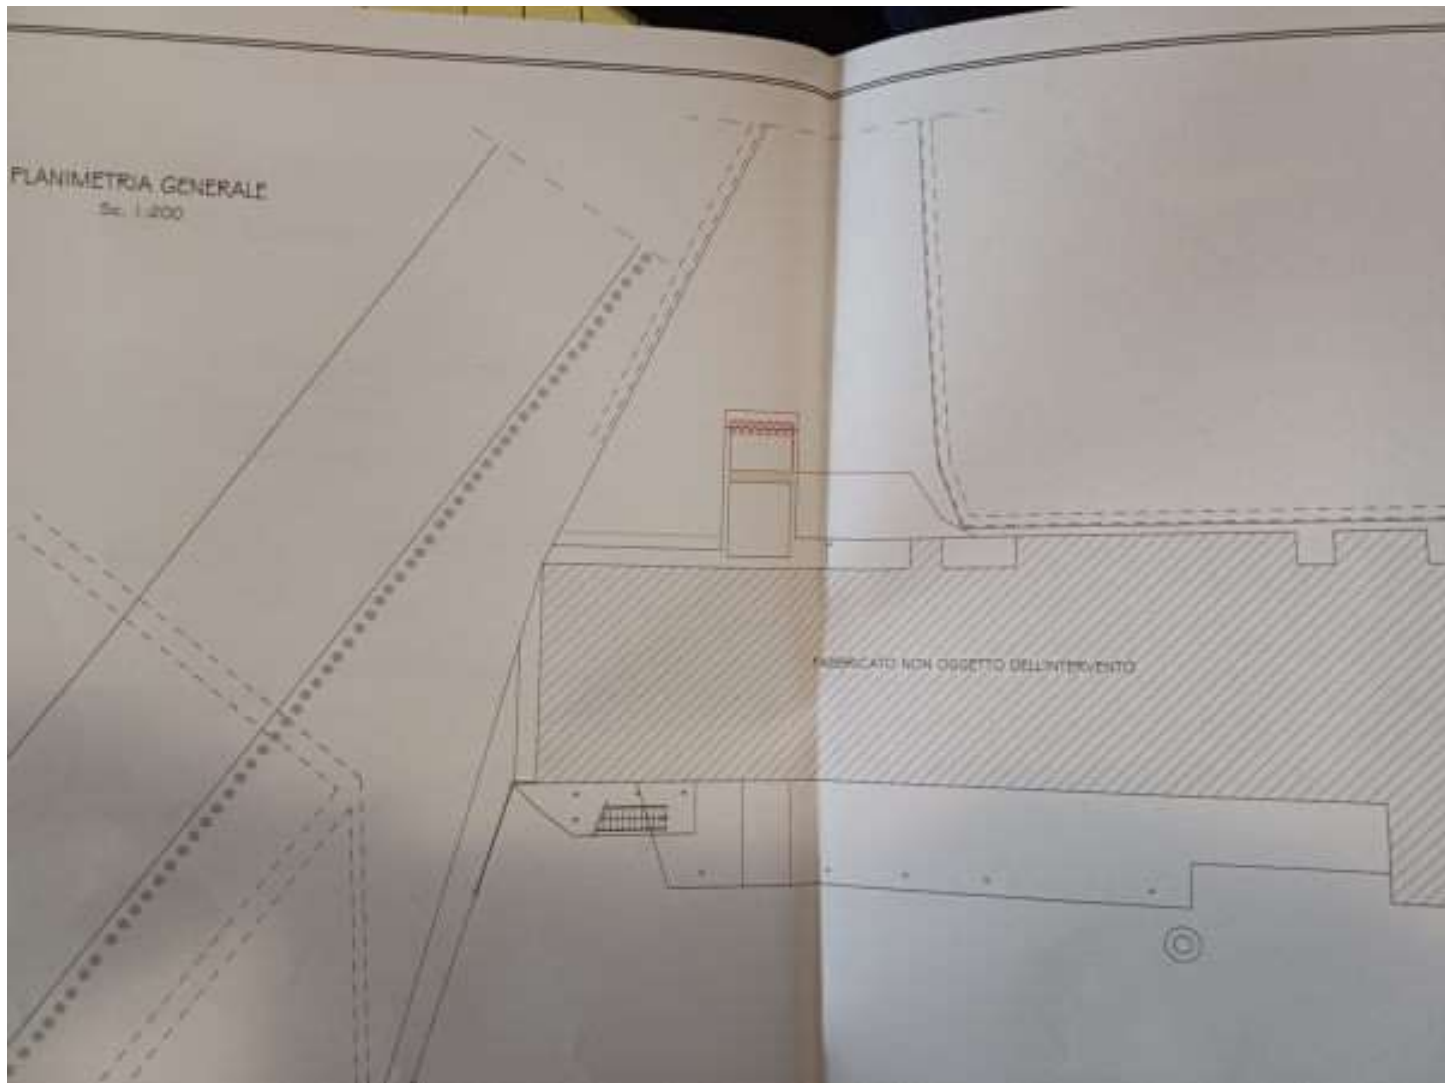 PLANIMETRIA GENERALE
Sc. 1:200
FABBRICATO NON OGGETTO DELL'INTERVENTO